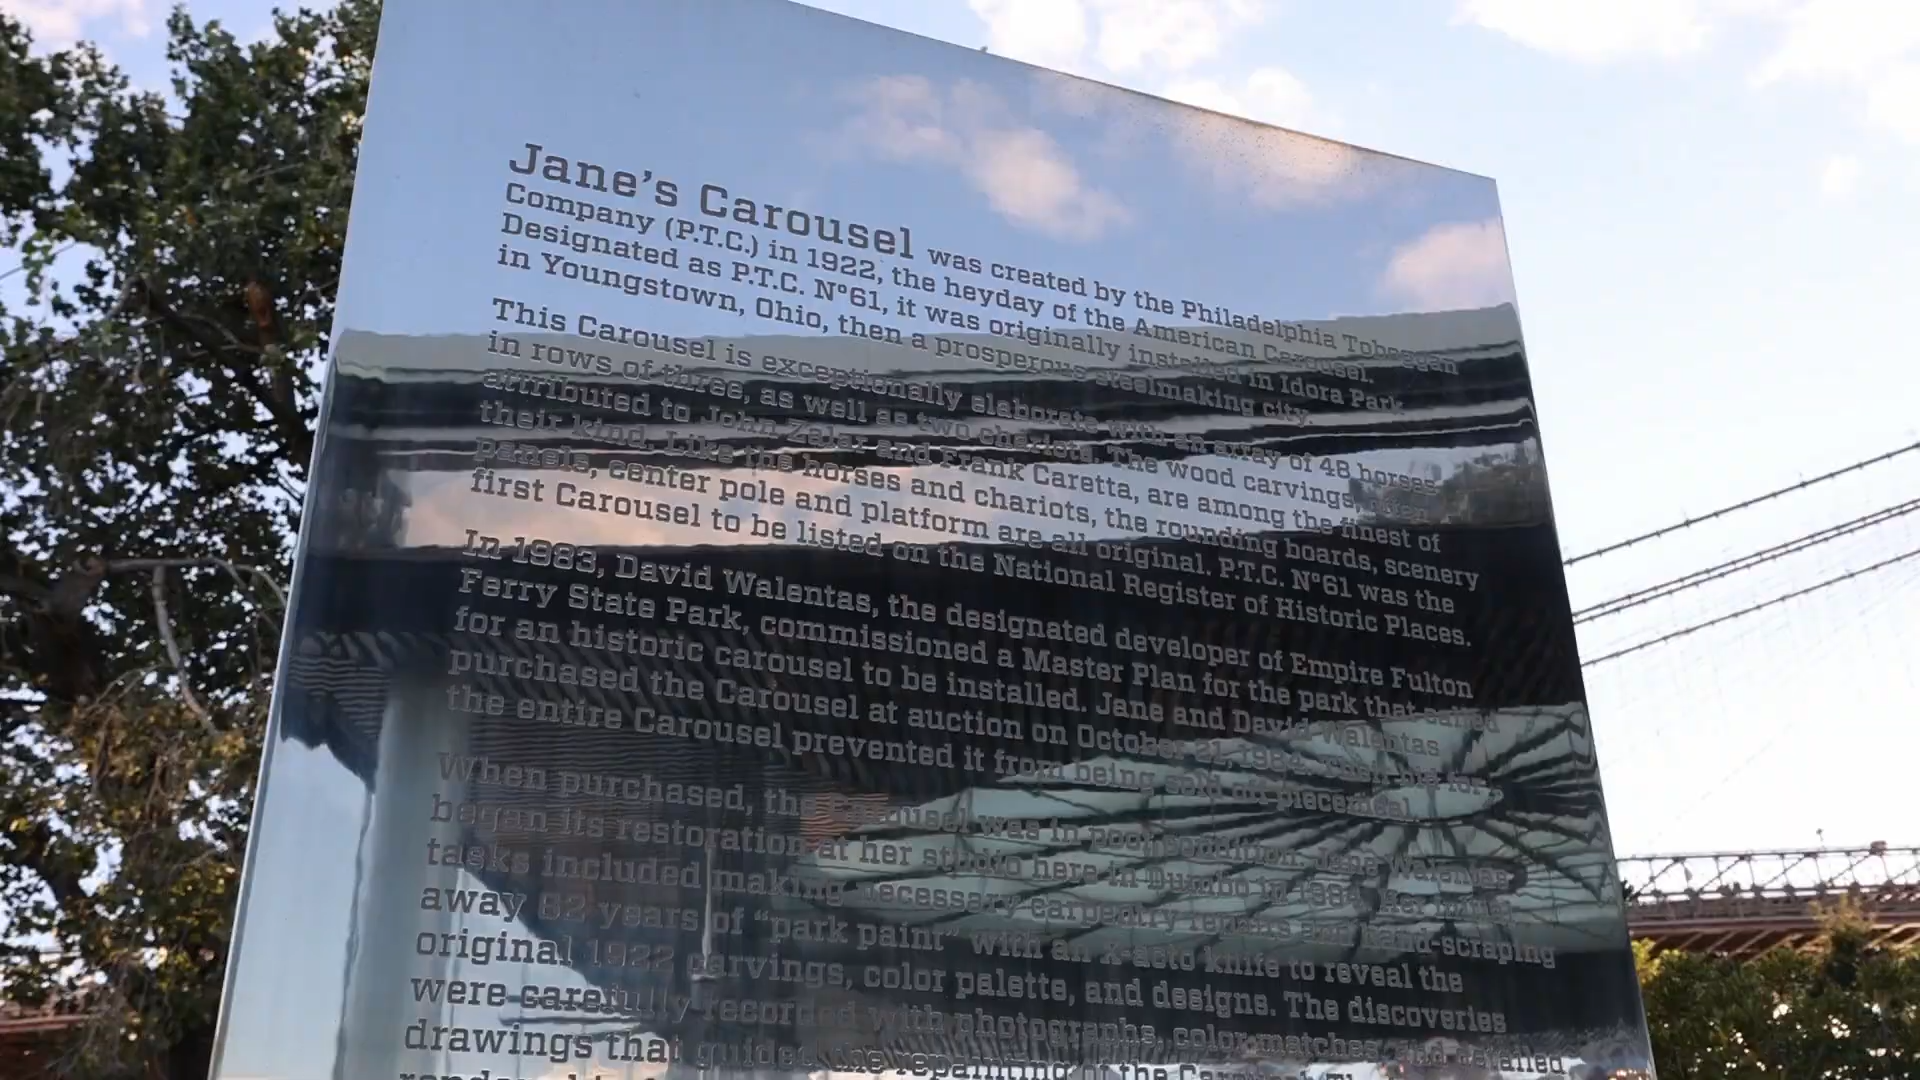 Jane's Carousel was created by the Philadelphia Toboggan
Company (P.T.C.) in 1922, the heyday of the American Carousel.
Designated as P.T.C. Nº61, it was originally installed in Idora Park
in Youngstown, Ohio, then a prosperous steelmaking city.
This Carousel is exceptionally elaborate with an array of 48 horses
in rows of three, as well as two chariots. The wood carvings, often
attributed to John Zalar and Frank Caretta, are among the finest of
their kind. Like the horses and chariots, the rounding boards, scenery
panels, center pole and platform are all original. P.T.C. Nº61 was the
first Carousel to be listed on the National Register of Historic Places.
In 1983, David Walentas, the designated developer of Empire Fulton
Ferry State Park, commissioned a Master Plan for the park that called
for an historic carousel to be installed. Jane and David Walentas
purchased the Carousel at auction on October 21, 1984. Their bid for
the entire Carousel prevented it from being sold off piecemeal.
When purchased, the Carousel was in poor condition. Jane Walentas
began its restoration at her studio here in Dumbo in 1984. Her initial
tasks included making necessary carpentry repairs and hand-scraping
away 62 years of "park paint" with an x-acto knife to reveal the
original 1922 carvings, color palette, and designs. The discoveries
were carefully recorded with photographs, color matches, and detailed
drawings that guided the repainting of the Carousel.